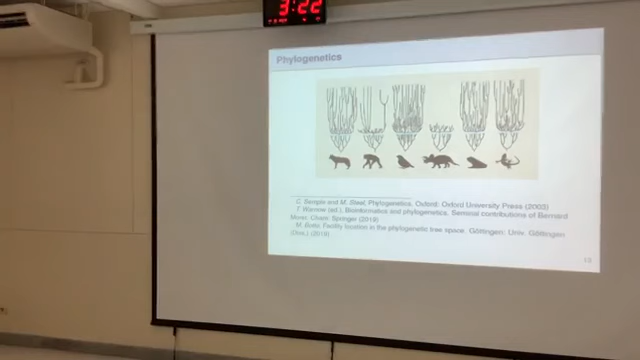 3:22
Phylogenetics
C. Semple and M. Steel, Phylogenetics. Oxford: Oxford University Press (2003)
T. Warnow (ed.), Bioinformatics and phylogenetics. Seminal contributions of Bernard
Moret. Cham: Springer (2019)
Facility location in the phylogenetic tree space. Göttingen: Univ. Göttingen
(Diss.) (2019)